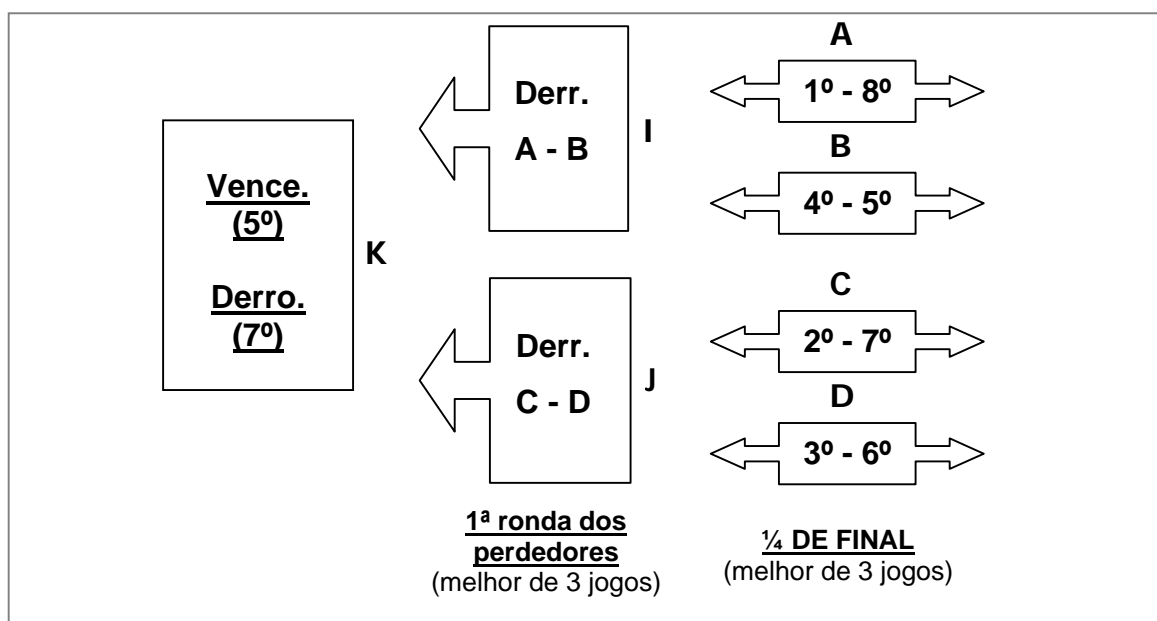 Vence.
(5º)
Derro.
(7º)
K
Derr.
A - B
I
Derr.
C - D
J
1ª ronda dos
perdedores
(melhor de 3 jogos)
A
1º - 8º
B
4º - 5º
C
2º - 7º
D
3º - 6º
¼ DE FINAL
(melhor de 3 jogos)